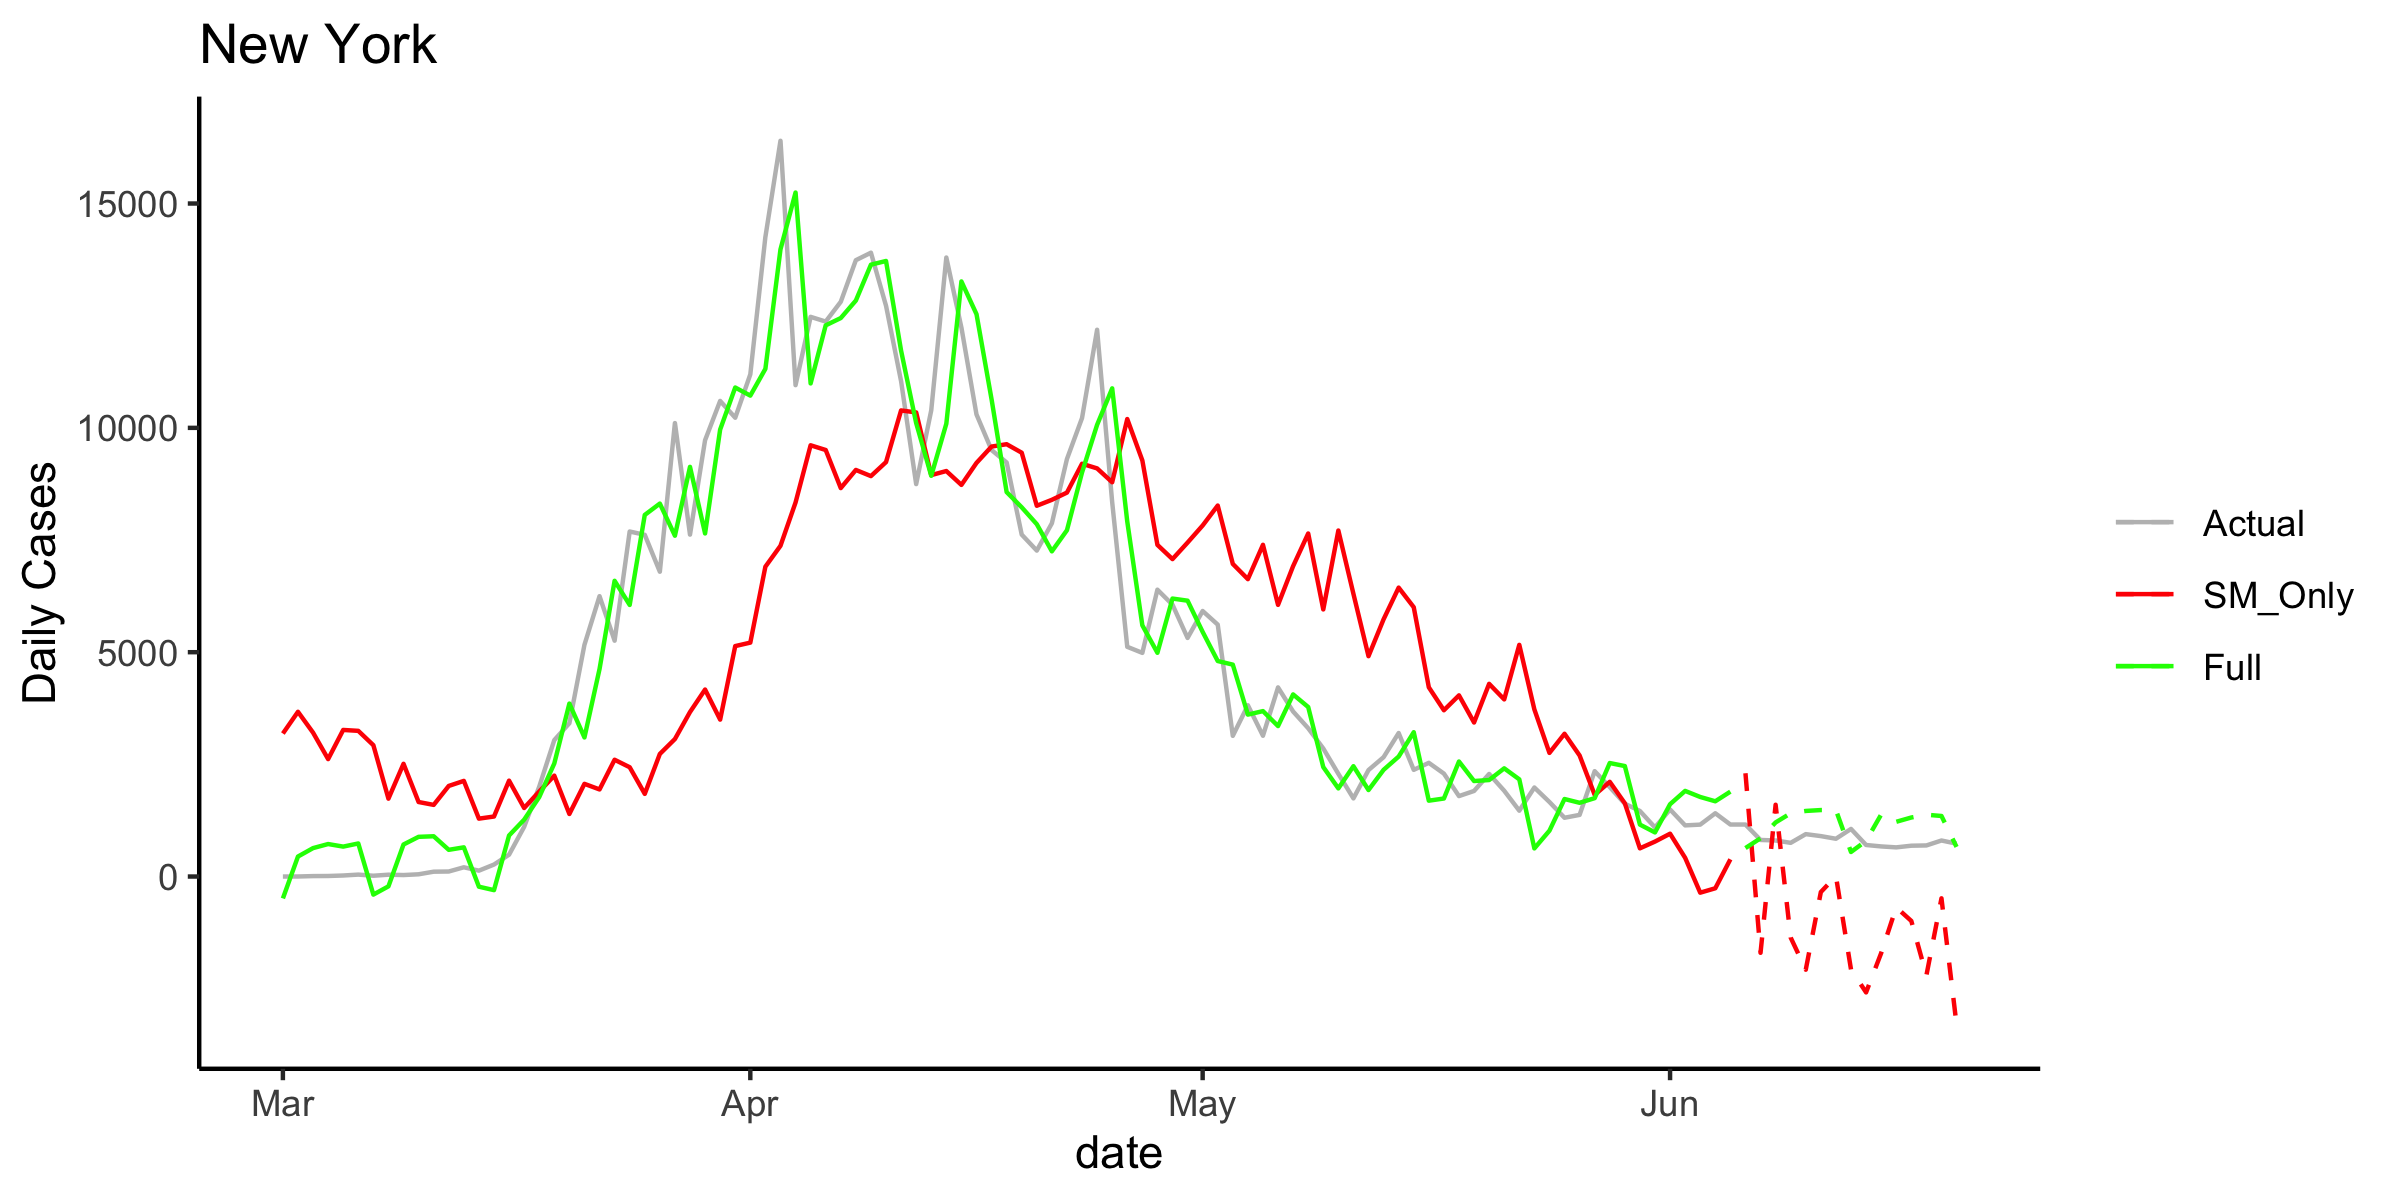 New York
Daily Cases
15000
10000
5000
0
Mar
Apr
May
Jun
date
Actual
SM_Only
Full